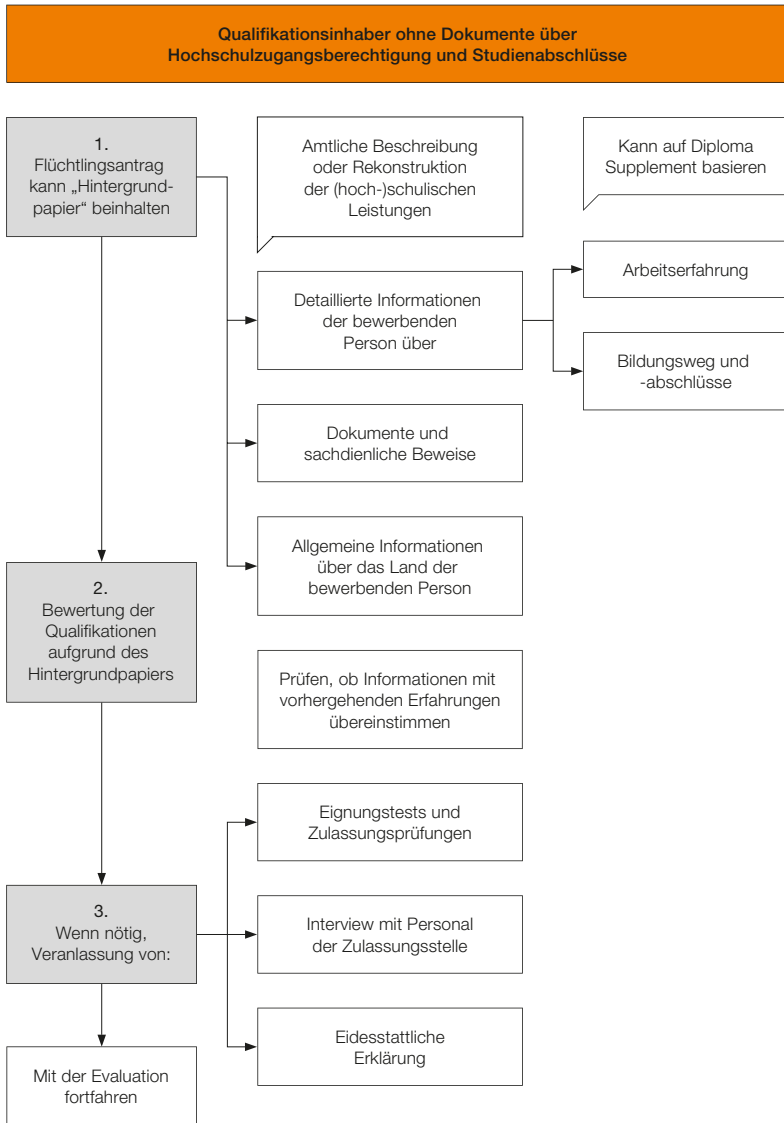 Qualifikationsinhaber ohne Dokumente über
Hochschulzugangsberechtigung und Studienabschlüsse
1.
Flüchtlingsantrag
kann „Hintergrund-
papier“ beinhalten
Amtliche Beschreibung
oder Rekonstruktion
der (hoch-)schulischen
Leistungen
Kann auf Diploma
Supplement basieren
Detaillierte Informationen
der bewerbenden
Person über
Arbeitserfahrung
Bildungsweg und
-abschlüsse
Dokumente und
sachdienliche Beweise
Allgemeine Informationen
über das Land der
bewerbenden Person
2.
Bewertung der
Qualifikationen
aufgrund des
Hintergrundpapiers
Prüfen, ob Informationen mit
vorhergehenden Erfahrungen
übereinstimmen
Eignungstests und
Zulassungsprüfungen
3.
Wenn nötig,
Veranlassung von:
Interview mit Personal
der Zulassungsstelle
Eidesstattliche
Erklärung
Mit der Evaluation
fortfahren